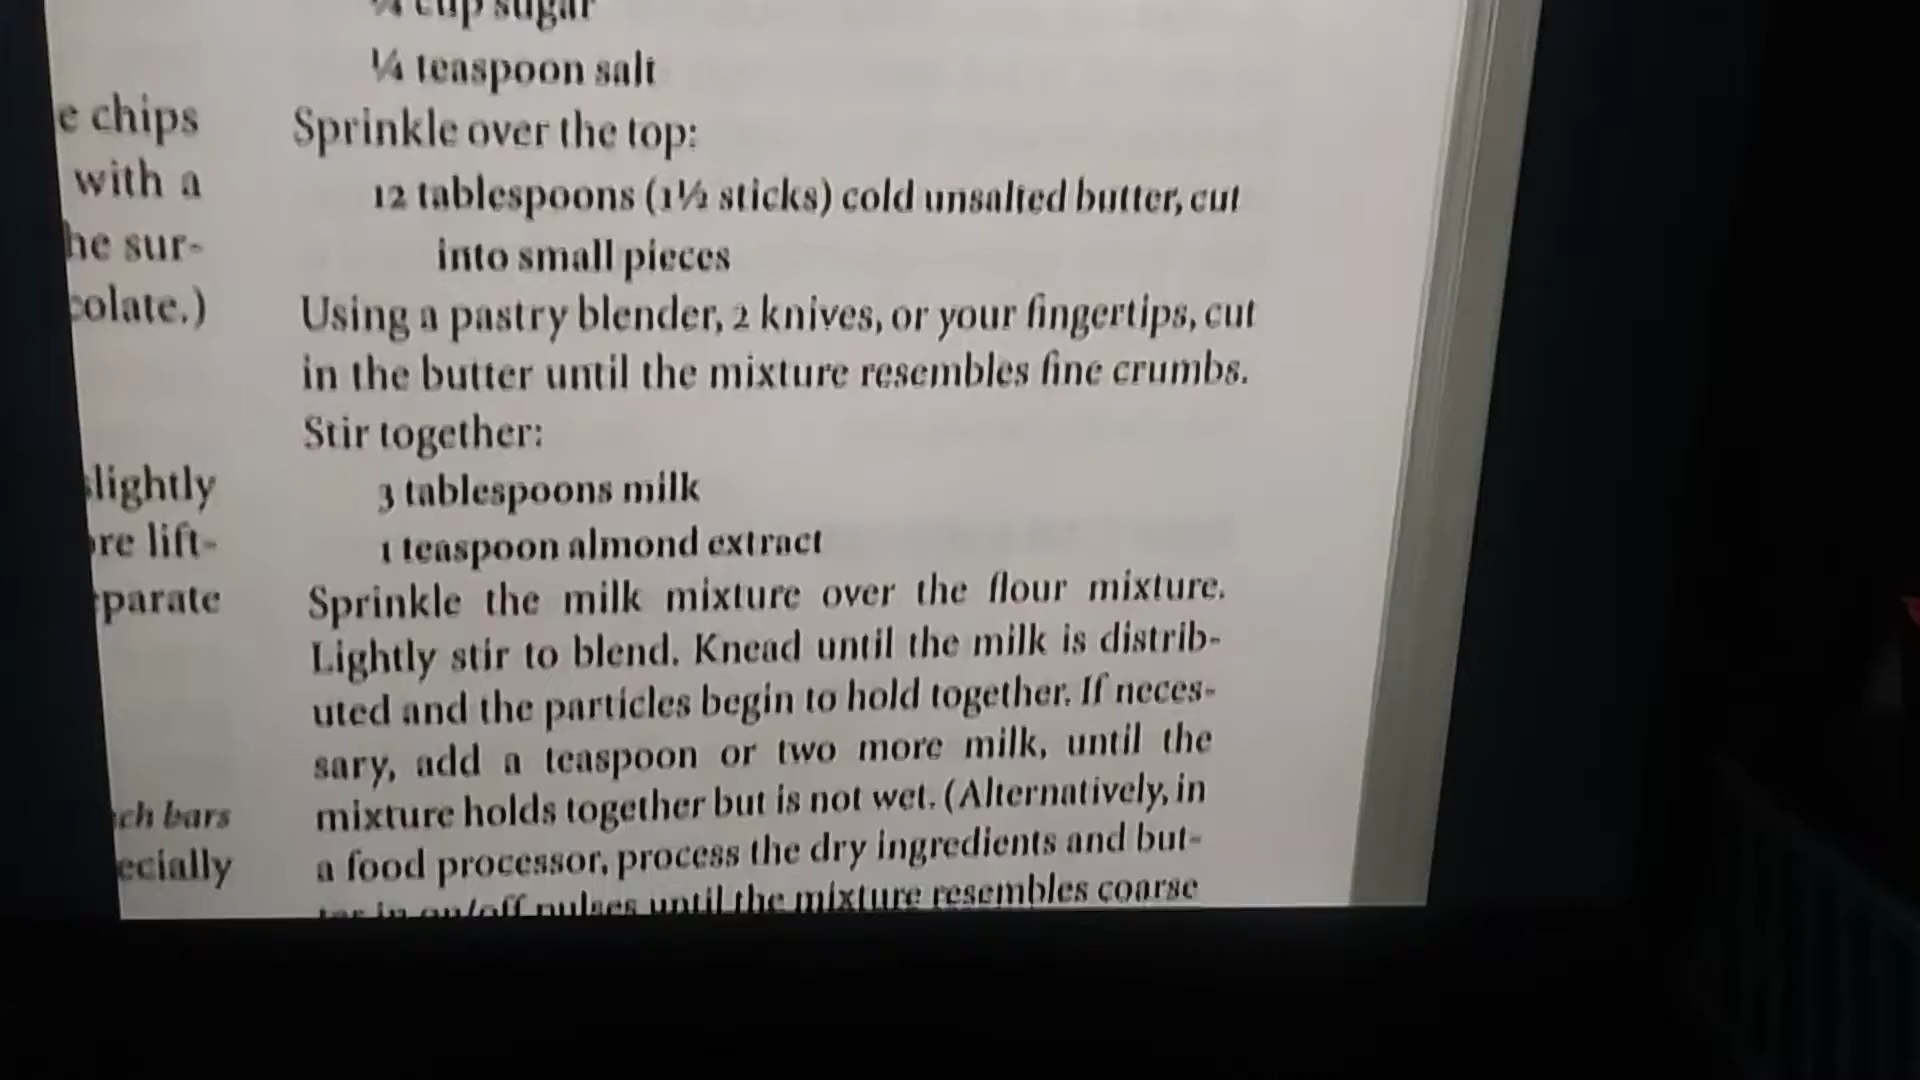 ¼ teaspoon salt
Sprinkle over the top:
12 tablespoons (1½ sticks) cold unsalted butter, cut
into small pieces
Using a pastry blender, 2 knives, or your fingertips, cut
in the butter until the mixture resembles fine crumbs.
Stir together:
3 tablespoons milk
1 teaspoon almond extract
Sprinkle the milk mixture over the flour mixture.
Lightly stir to blend. Knead until the milk is distrib-
uted and the particles begin to hold together. If neces-
sary, add a teaspoon or two more milk, until the
mixture holds together but is not wet. (Alternatively, in
a food processor, process the dry ingredients and but-
ter in on/off pulses until the mixture resembles coarse
cup sugar
e chips
with a
he sur-
colate.)
slightly
ore lift-
parate
ch bars
ecially